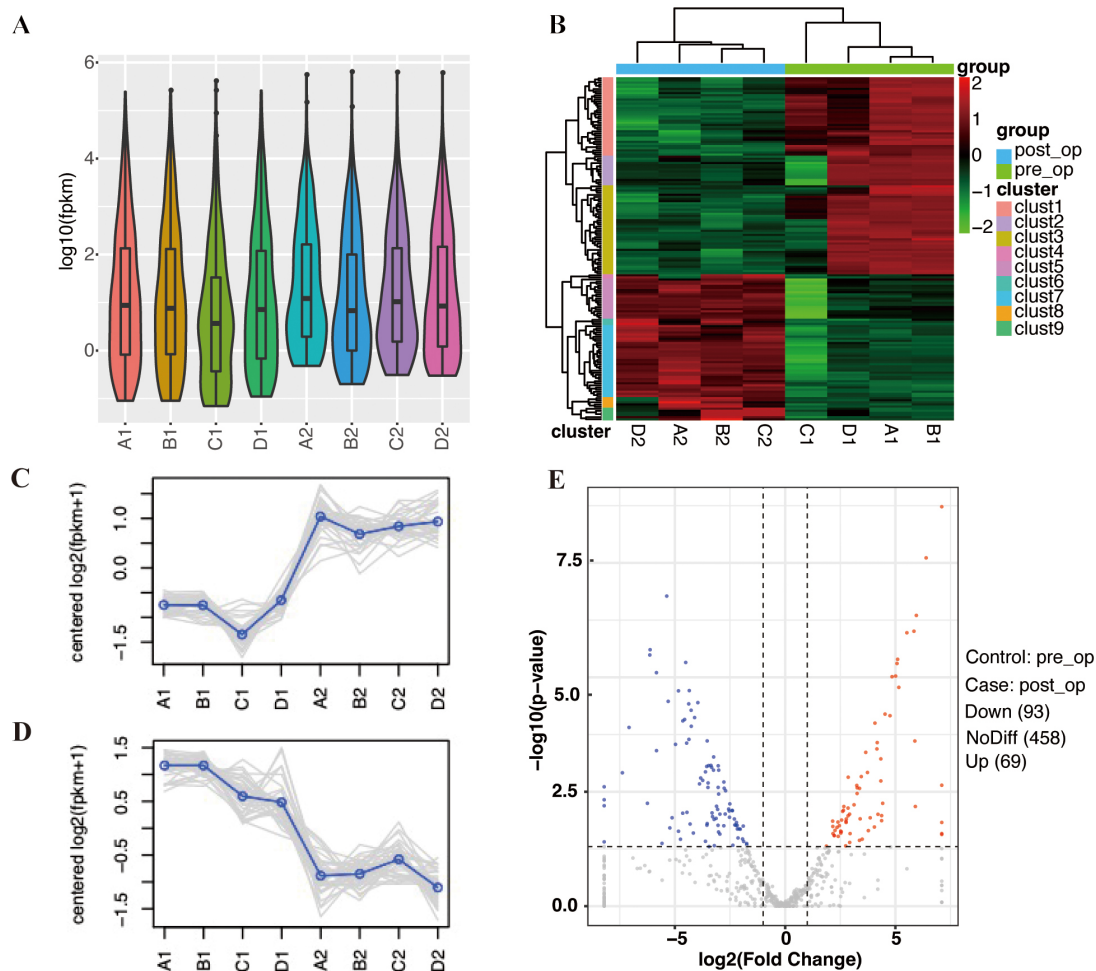 A
log10(fpkm)
6
4
2
0
A1
B1
C1
D1
A2
B2
C2
D2
B
group
2
1
0
−1
−2
group
post_op
pre_op
cluster
clust1
clust2
clust3
clust4
clust5
clust6
clust7
clust8
clust9
cluster
D2
A2
B2
C2
C1
D1
A1
B1
C
centered log2(fpkm+1)
1.0
0.0
−1.5
A1
B1
C1
D1
A2
B2
C2
D2
D
centered log2(fpkm+1)
1.5
0.5
−0.5
−1.5
A1
B1
C1
D1
A2
B2
C2
D2
E
−log10(p−value)
7.5
5.0
2.5
0.0
−5
0
5
log2(Fold Change)
Control: pre_op
Case: post_op
Down (93)
NoDiff (458)
Up (69)